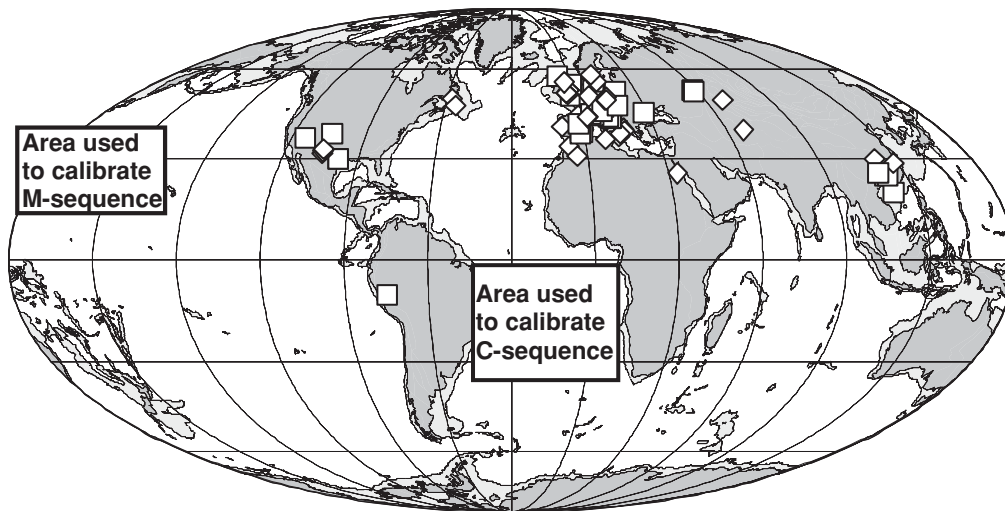 Area used
to calibrate
M-sequence
Area used
to calibrate
C-sequence